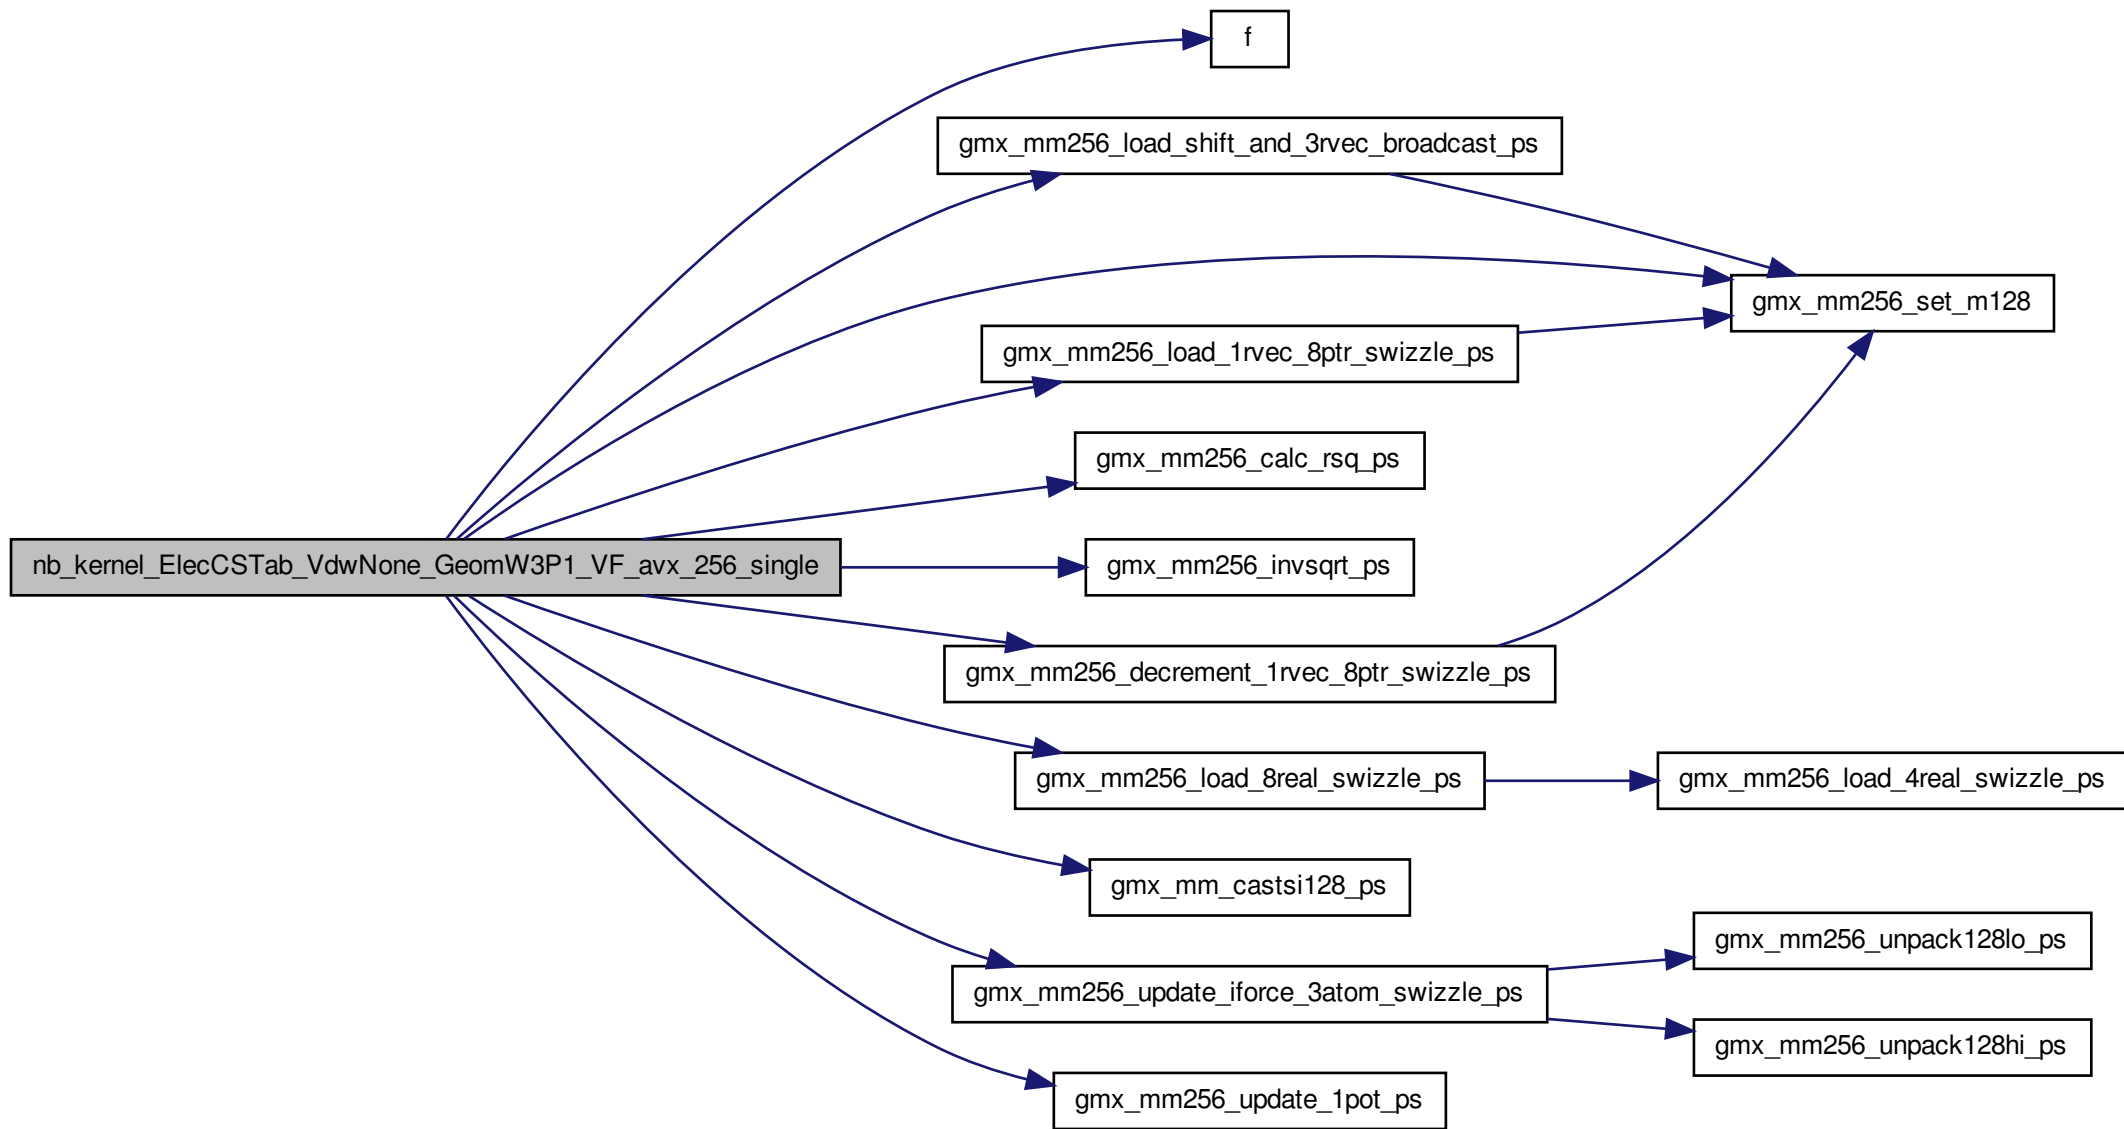 f
gmx_mm256_load_shift_and_3rvec_broadcast_ps
gmx_mm256_set_m128
gmx_mm256_load_1rvec_8ptr_swizzle_ps
gmx_mm256_calc_rsq_ps
nb_kernel_ElecCSTab_VdwNone_GeomW3P1_VF_avx_256_single
gmx_mm256_invsqrt_ps
gmx_mm256_decrement_1rvec_8ptr_swizzle_ps
gmx_mm256_load_8real_swizzle_ps
gmx_mm256_load_4real_swizzle_ps
gmx_mm_castsi128_ps
gmx_mm256_unpack128lo_ps
gmx_mm256_update_iforce_3atom_swizzle_ps
gmx_mm256_unpack128hi_ps
gmx_mm256_update_1pot_ps